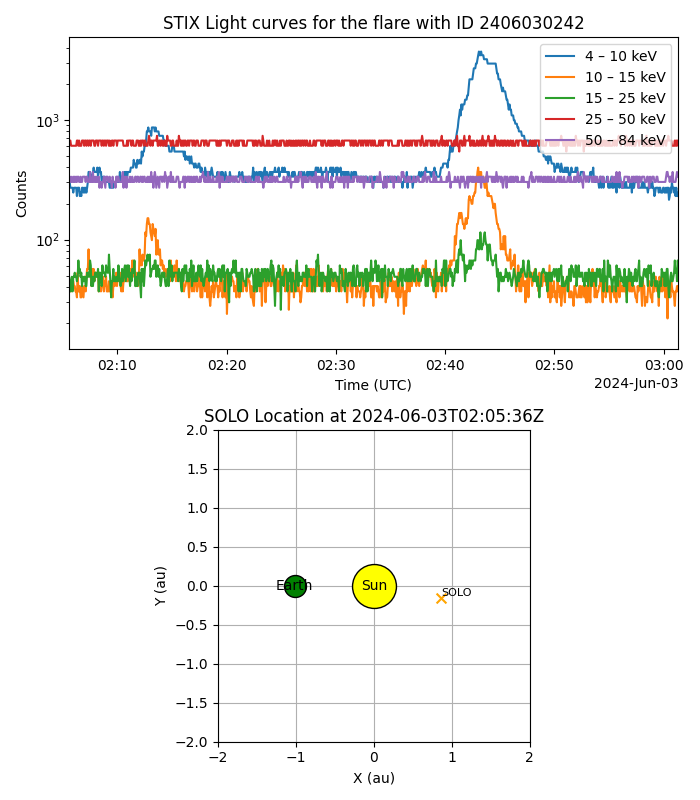 STIX Light curves for the flare with ID 2406030242
4 – 10 keV
10 – 15 keV
15 – 25 keV
25 – 50 keV
50 – 84 keV
10³
10²
Counts
02:10 02:20 02:30 02:40 02:50 03:00
Time (UTC)
2024-Jun-03
SOLO Location at 2024-06-03T02:05:36Z
2.0
1.5
1.0
0.5
0.0
−0.5
−1.0
−1.5
−2.0
Y (au)
Earth
Sun
SOLO
−2 −1 0 1 2
X (au)